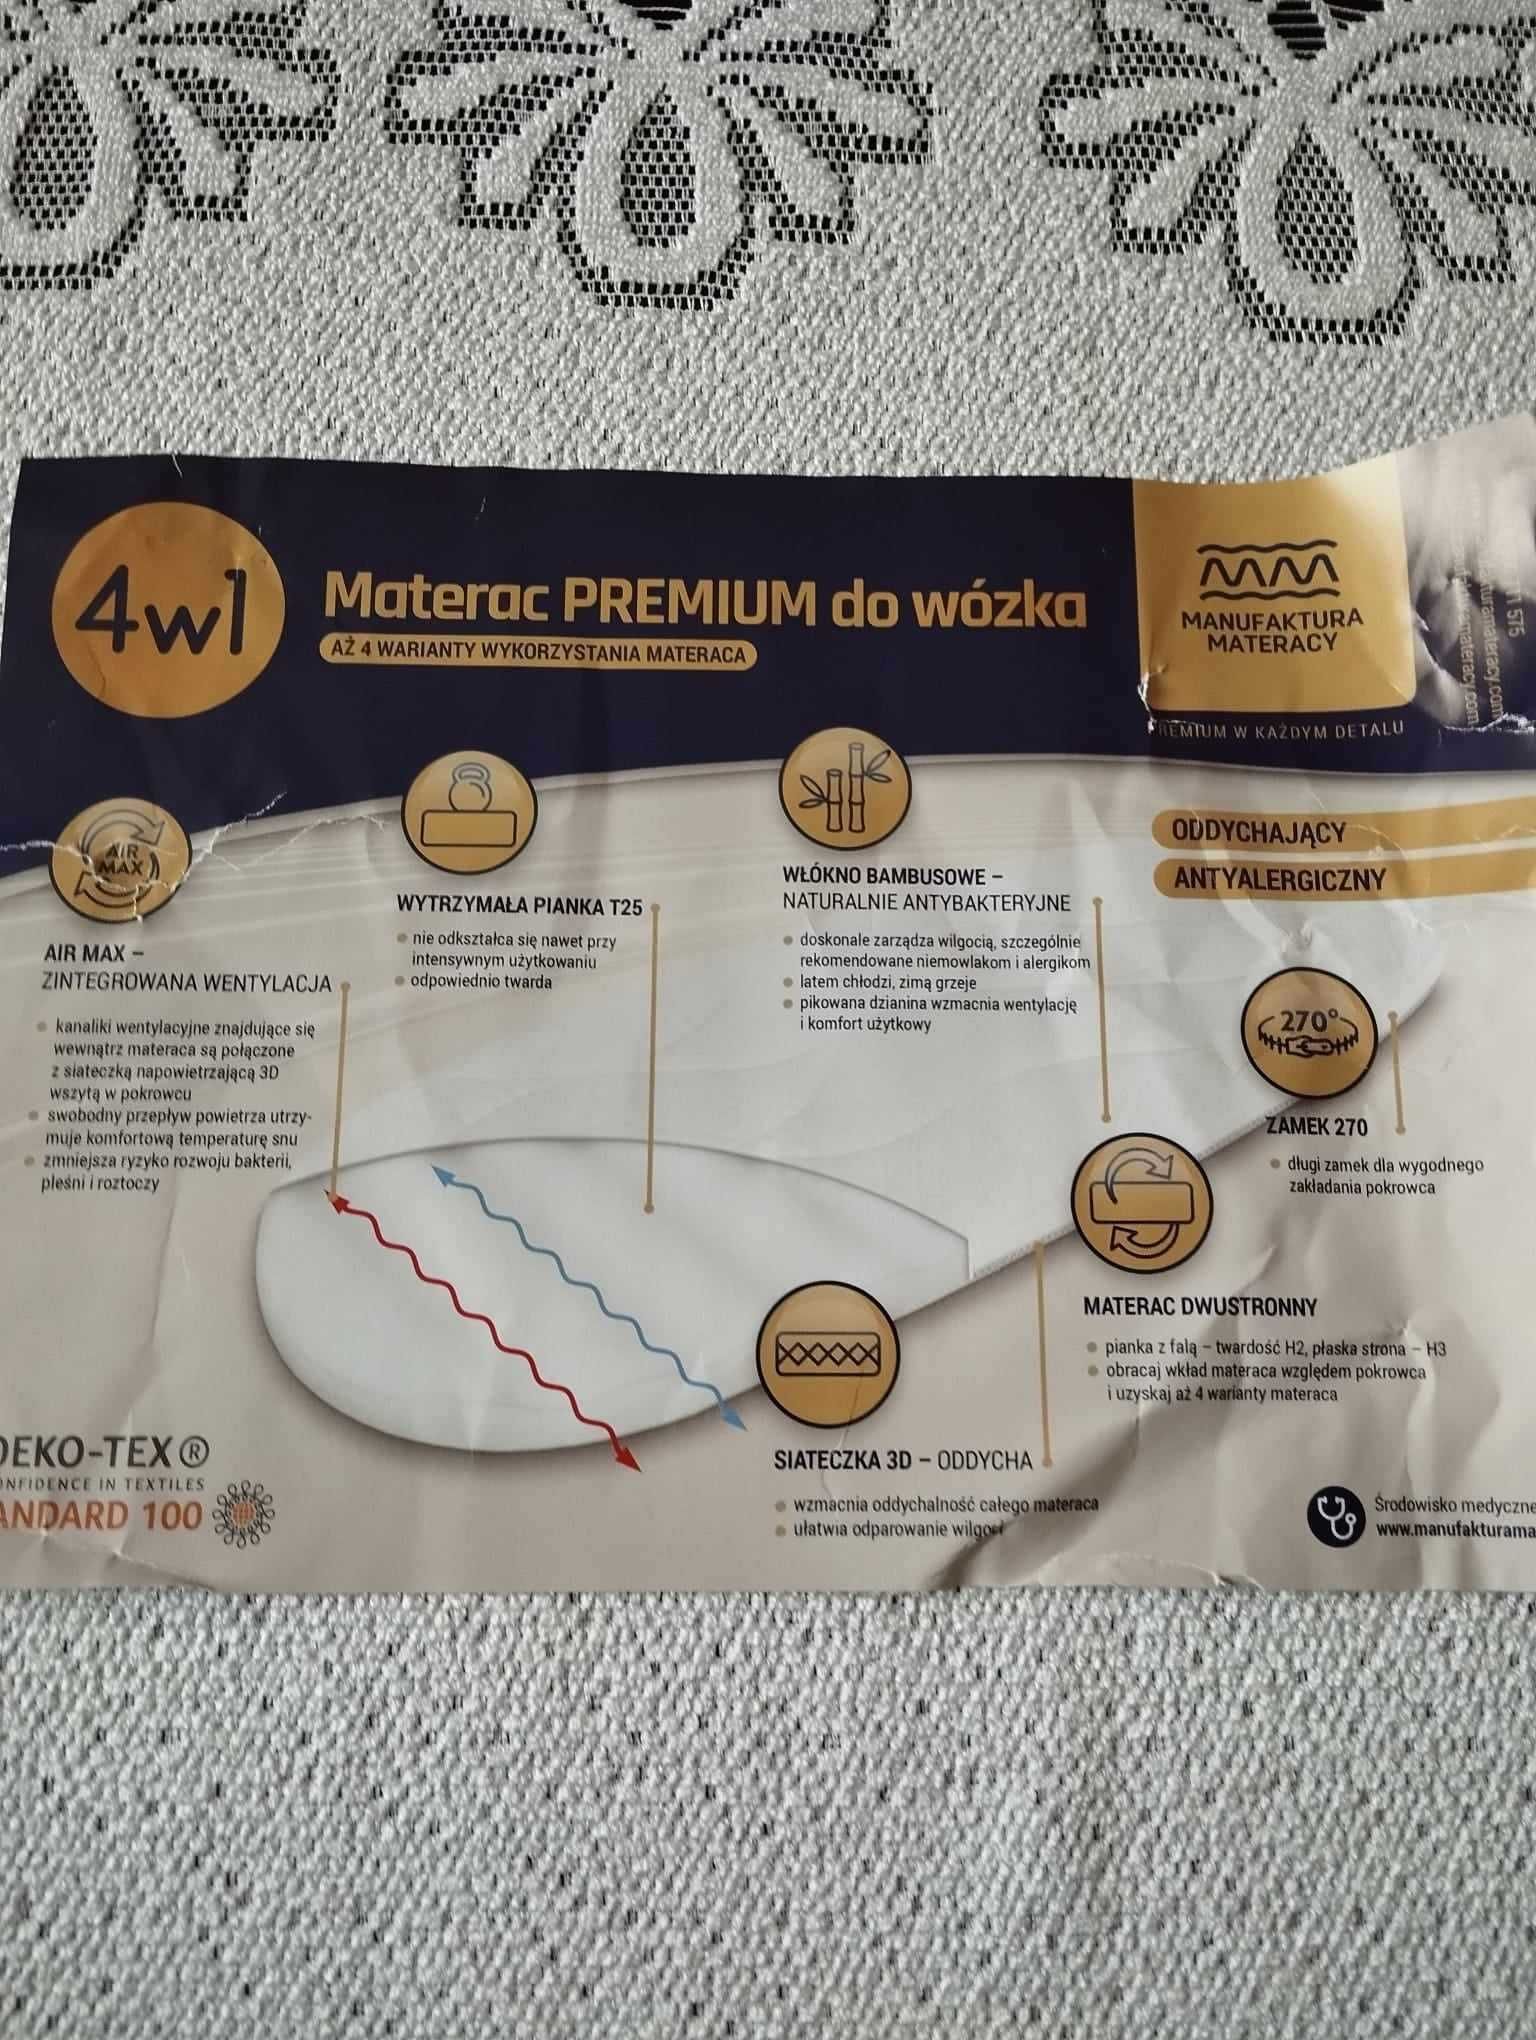 4w1
Materac PREMIUM do wózka
AŻ 4 WARIANTY WYKORZYSTANIA MATERACA
MM
MANUFAKTURA
MATERACY
PREMIUM W KAŻDYM DETALU
575
ODDYCHAJĄCY
ANTYALERGICZNY
AIR
MAX
AIR MAX –
ZINTEGROWANA WENTYLACJA
kanaliki wentylacyjne znajdujące się
wewnątrz materaca są połączone
z siateczką napowietrzającą 3D
wszytą w pokrowcu
swobodny przepływ powietrza utrzy-
muje komfortową temperaturę snu
zmniejsza ryzyko rozwoju bakterii,
pleśni i roztoczy
WYTRZYMAŁA PIANKA T25
nie odkształca się nawet przy
intensywnym użytkowaniu
odpowiednio twarda
WŁÓKNO BAMBUSOWE –
NATURALNIE ANTYBAKTERYJNE
doskonale zarządza wilgocią, szczególnie
rekomendowane niemowlakom i alergikom
latem chłodzi, zimą grzeje
pikowana dzianina wzmacnia wentylację
i komfort użytkowy
270°
ZAMEK 270
długi zamek dla wygodnego
zakładania pokrowca
MATERAC DWUSTRONNY
pianka z falą – twardość H2, płaska strona – H3
obracaj wkład materaca względem pokrowca
i uzyskaj aż 4 warianty materaca
SIATECZKA 3D – ODDYCHA
wzmacnia oddychalność całego materaca
ułatwia odparowanie wilgoci
OEKO-TEX®
ONFIDENCE IN TEXTILES
ANDARD 100
Środowisko medyczne
www.manufakturama